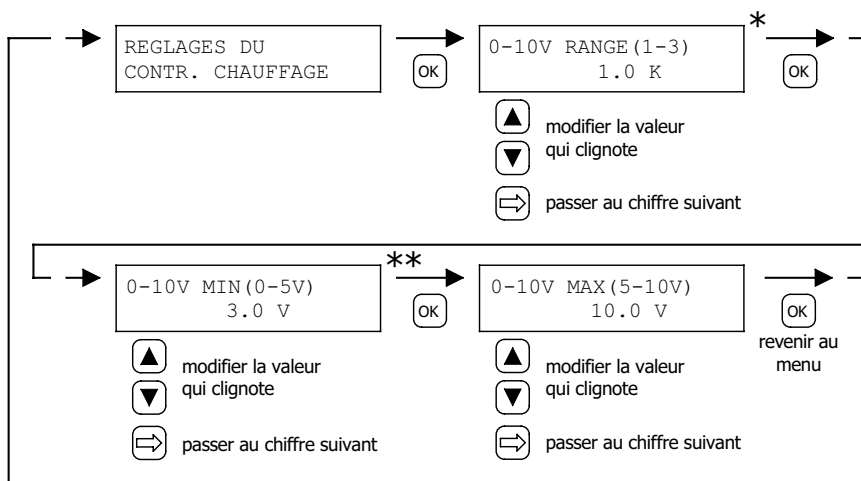 REGLAGES DU
CONTR. CHAUFFAGE
OK
0-10V RANGE(1-3)
1.0 K
*
OK
modifier la valeur
qui clignote
passer au chiffre suivant
0-10V MIN(0-5V)
3.0 V
**
OK
0-10V MAX(5-10V)
10.0 V
OK
revenir au
menu
modifier la valeur
qui clignote
passer au chiffre suivant
modifier la valeur
qui clignote
passer au chiffre suivant